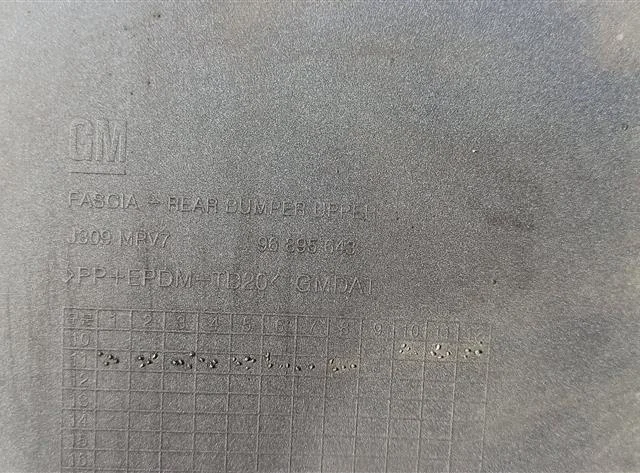 GM
FASCIA - REAR BUMPER UPPER
J309 MRV7 96 895 643
>PP+EPDM-TD20< GMDAT
1 2 3 4 5 6 7 8 9 10 11 12
10
11
12
13
14
15
16